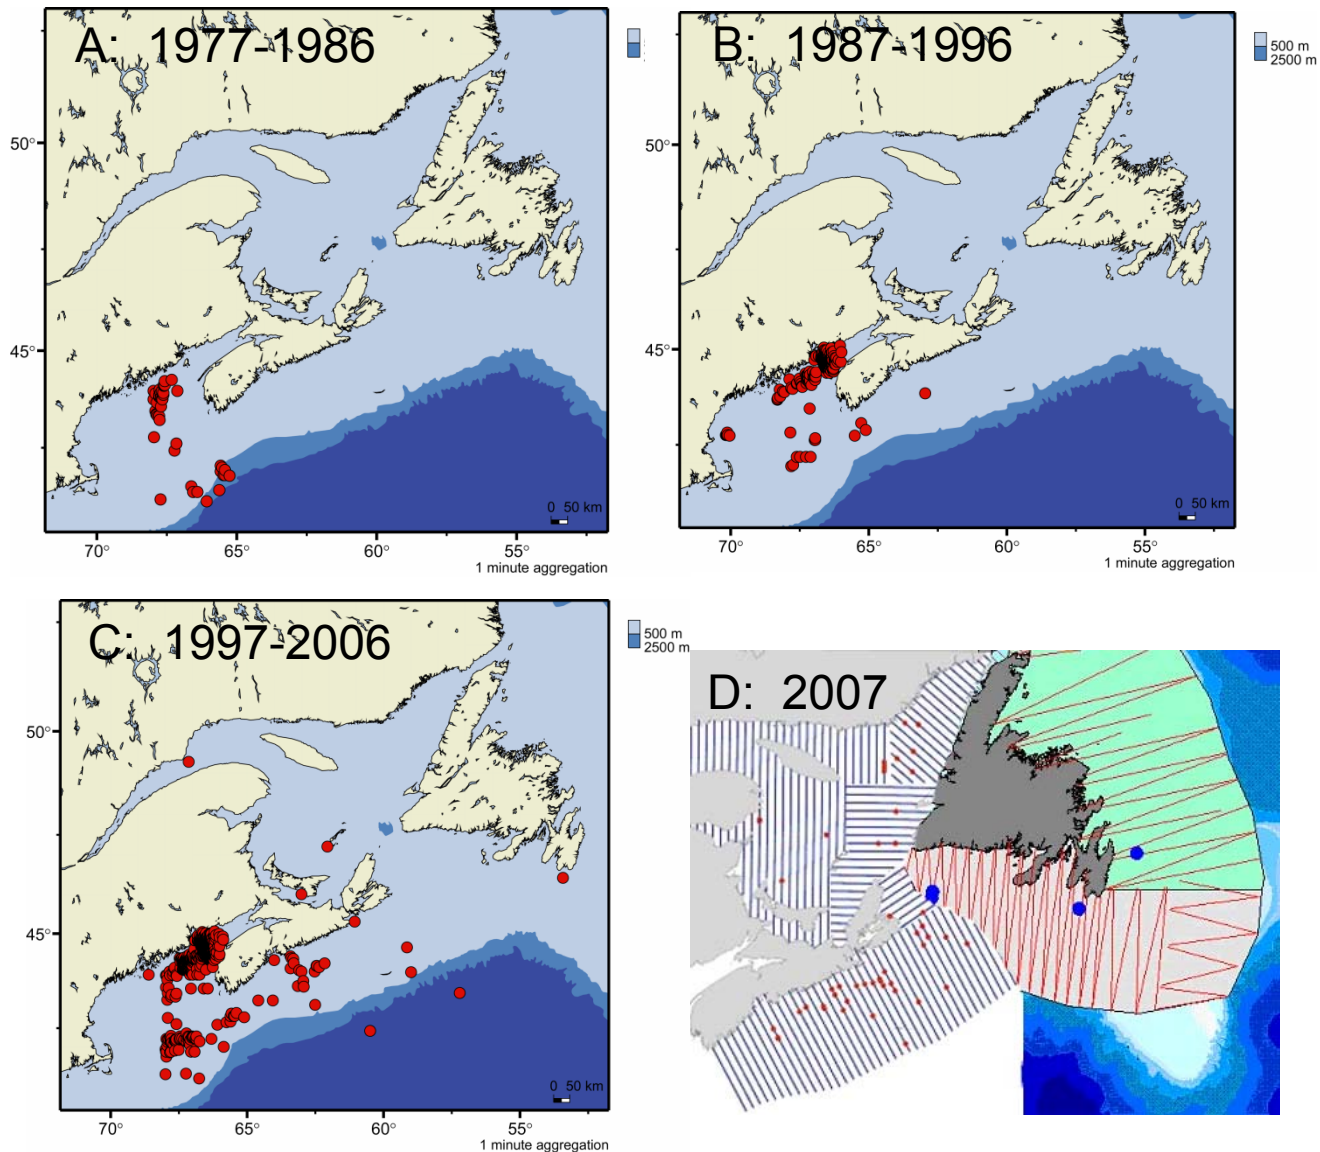 A: 1977-1986
50°
45°
0 50 km
70° 65° 60° 55°
1 minute aggregation
B: 1987-1996
500 m
2500 m
50°
45°
0 50 km
70° 65° 60° 55°
1 minute aggregation
C: 1997-2006
500 m
2500 m
50°
45°
0 50 km
70° 65° 60° 55°
1 minute aggregation
D: 2007